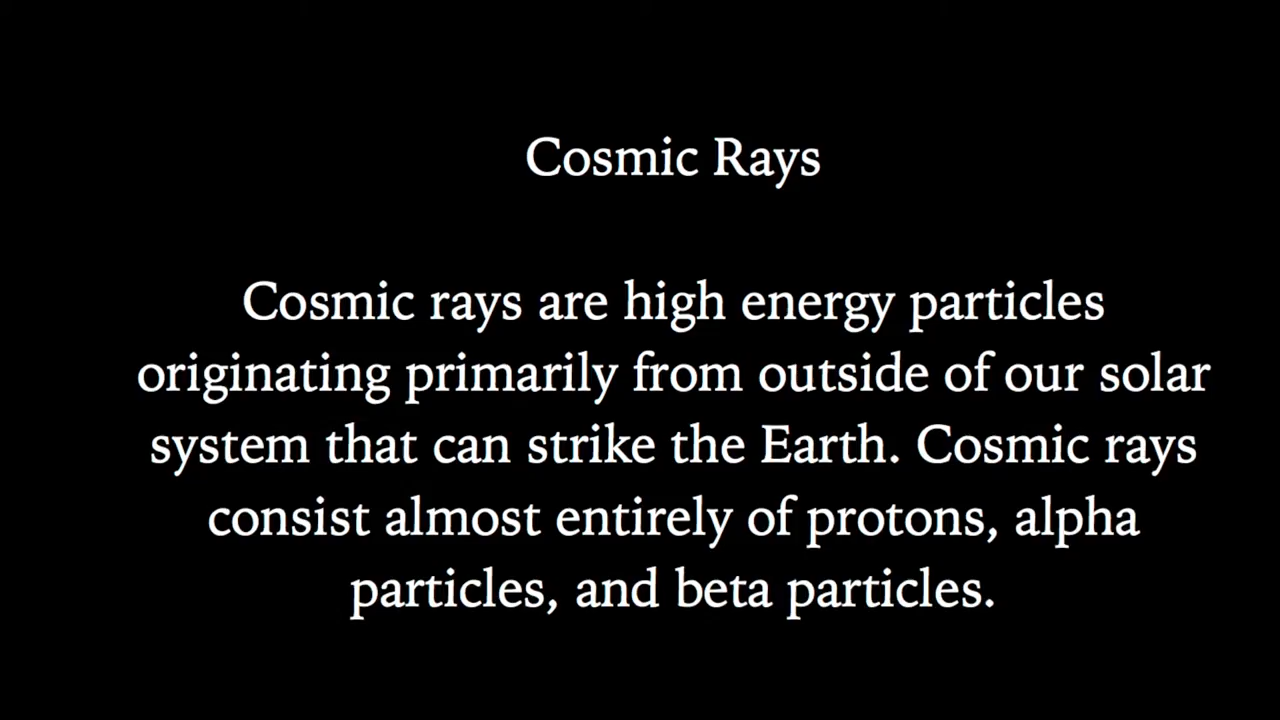 Cosmic Rays
Cosmic rays are high energy particles
originating primarily from outside of our solar
system that can strike the Earth. Cosmic rays
consist almost entirely of protons, alpha
particles, and beta particles.